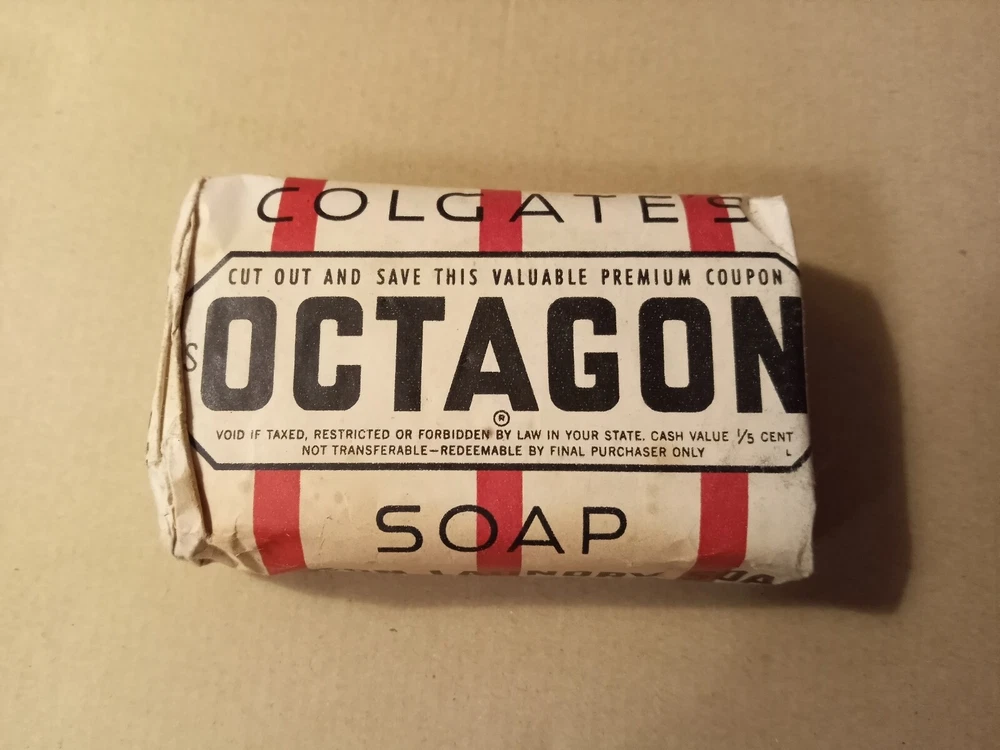 COLGATE'S
CUT OUT AND SAVE THIS VALUABLE PREMIUM COUPON
OCTAGON
®
VOID IF TAXED, RESTRICTED OR FORBIDDEN BY LAW IN YOUR STATE. CASH VALUE 1/5 CENT
NOT TRANSFERABLE—REDEEMABLE BY FINAL PURCHASER ONLY
L
SOAP